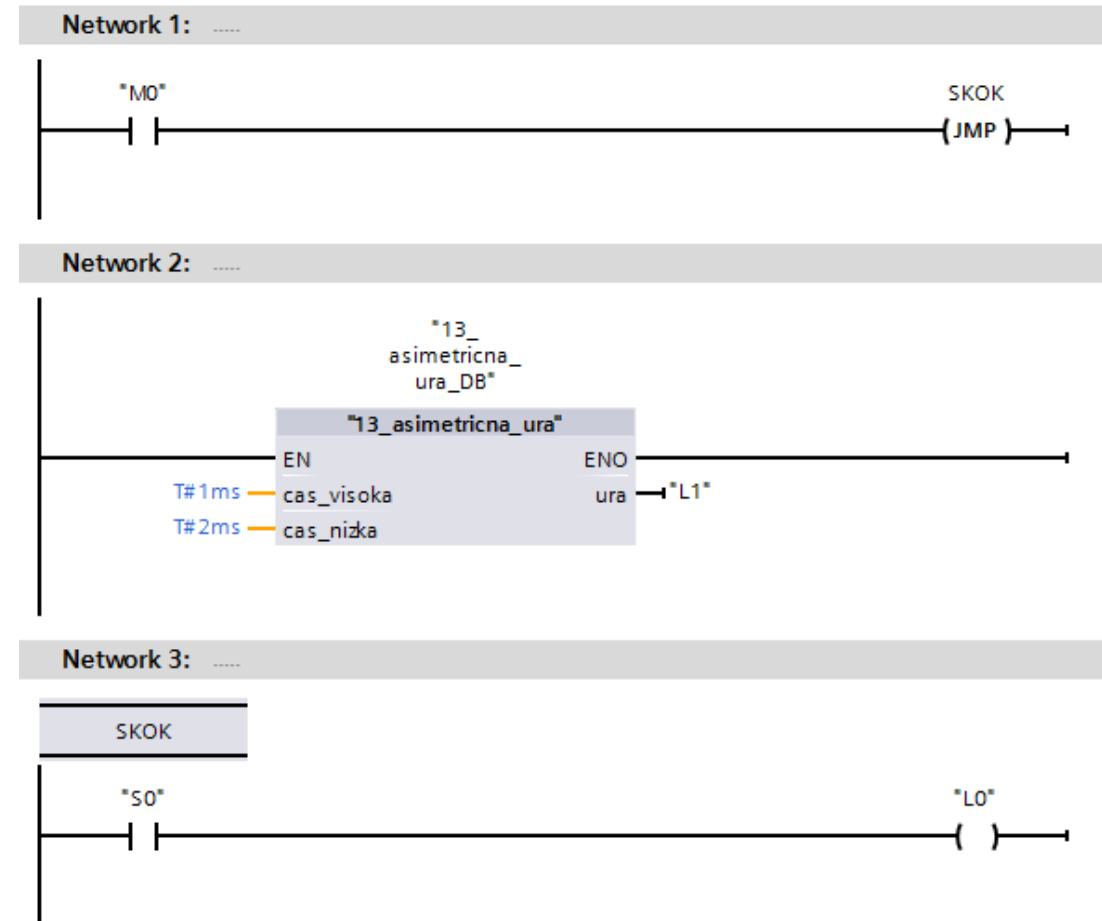 Network 1: .....
"M0"
SKOK
JMP
Network 2: .....
"13_
asimetricna_
ura_DB"
"13_asimetricna_ura"
EN ENO
T#1ms cas_visoka ura "L1"
T#2ms cas_nizka
Network 3: .....
SKOK
"S0"
"L0"